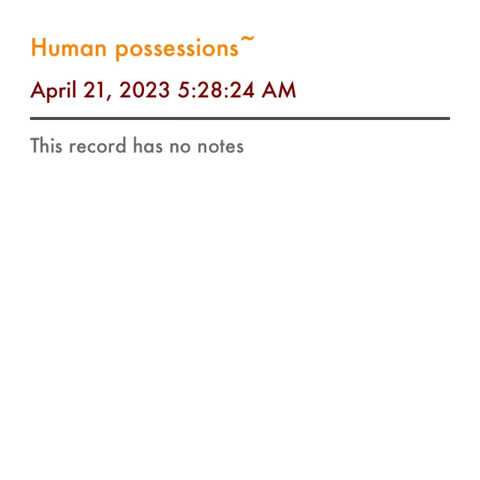 Human possessions~
April 21, 2023 5:28:24 AM
This record has no notes